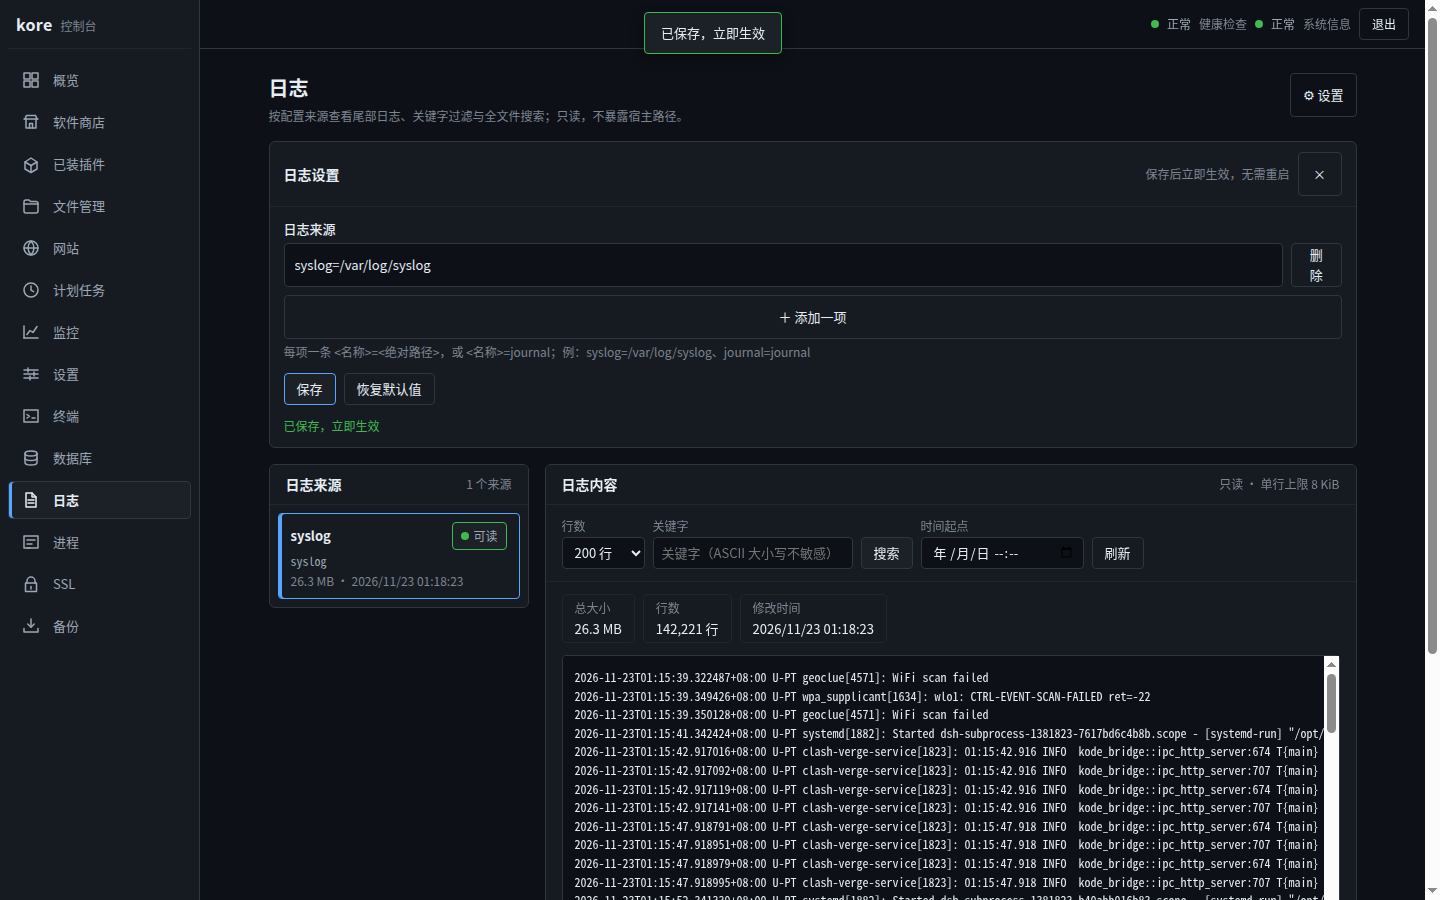 kore 控制台
概览
软件商店
已装插件
文件管理
网站
计划任务
监控
设置
终端
数据库
日志
进程
SSL
备份
已保存，立即生效
正常 健康检查 正常 系统信息 退出
日志
按配置来源查看尾部日志、关键字过滤与全文件搜索；只读，不暴露宿主路径。
⚙ 设置
日志设置
保存后立即生效，无需重启 ×
日志来源
syslog=/var/log/syslog
删除
＋ 添加一项
每项一条 <名称>=<绝对路径>，或 <名称>=journal；例：syslog=/var/log/syslog、journal=journal
保存 恢复默认值
已保存，立即生效
日志来源 1 个来源
syslog 可读
syslog
26.3 MB · 2026/11/23 01:18:23
日志内容 只读 · 单行上限 8 KiB
行数 关键字 时间起点
200 行 关键字（ASCII 大小写不敏感） 搜索 年 /月/日 --:-- 刷新
总大小 行数 修改时间
26.3 MB 142,221 行 2026/11/23 01:18:23
2026-11-23T01:15:39.322487+08:00 U-PT geoclue[4571]: WiFi scan failed
2026-11-23T01:15:39.349426+08:00 U-PT wpa_supplicant[1634]: wlo1: CTRL-EVENT-SCAN-FAILED ret=-22
2026-11-23T01:15:39.350128+08:00 U-PT geoclue[4571]: WiFi scan failed
2026-11-23T01:15:41.342424+08:00 U-PT systemd[1882]: Started dsh-subprocess-1381823-7617bd6c4b8b.scope - [systemd-run] "/opt/
2026-11-23T01:15:42.917016+08:00 U-PT clash-verge-service[1823]: 01:15:42.916 INFO  kode_bridge::ipc_http_server:674 T{main}
2026-11-23T01:15:42.917092+08:00 U-PT clash-verge-service[1823]: 01:15:42.916 INFO  kode_bridge::ipc_http_server:707 T{main}
2026-11-23T01:15:42.917119+08:00 U-PT clash-verge-service[1823]: 01:15:42.916 INFO  kode_bridge::ipc_http_server:674 T{main}
2026-11-23T01:15:42.917141+08:00 U-PT clash-verge-service[1823]: 01:15:42.916 INFO  kode_bridge::ipc_http_server:707 T{main}
2026-11-23T01:15:47.918791+08:00 U-PT clash-verge-service[1823]: 01:15:47.918 INFO  kode_bridge::ipc_http_server:674 T{main}
2026-11-23T01:15:47.918951+08:00 U-PT clash-verge-service[1823]: 01:15:47.918 INFO  kode_bridge::ipc_http_server:707 T{main}
2026-11-23T01:15:47.918979+08:00 U-PT clash-verge-service[1823]: 01:15:47.918 INFO  kode_bridge::ipc_http_server:674 T{main}
2026-11-23T01:15:47.918995+08:00 U-PT clash-verge-service[1823]: 01:15:47.918 INFO  kode_bridge::ipc_http_server:707 T{main}